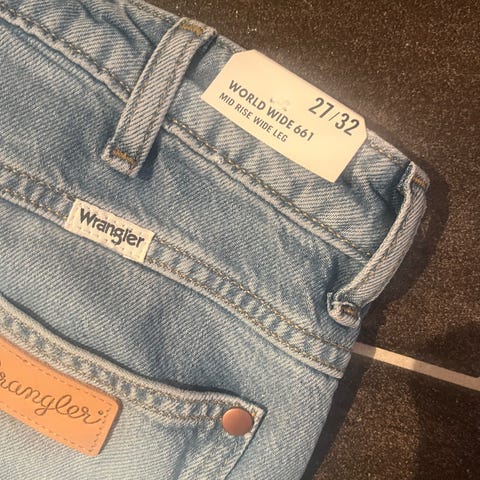 27/32
WORLD WIDE 661
MID RISE WIDE LEG
Wrangler
Wrangler